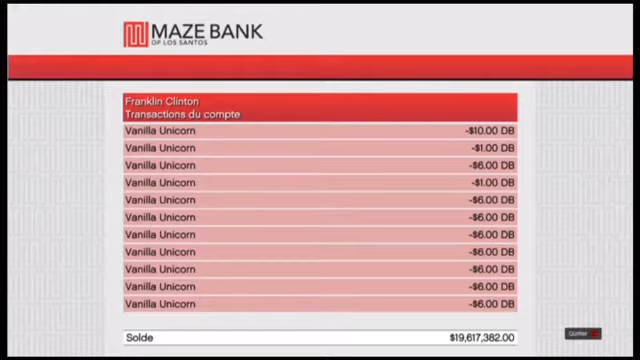 MAZE BANK
OF LOS SANTOS
Franklin Clinton
Transactions du compte
Vanilla Unicorn -$10.00 DB
Vanilla Unicorn -$1.00 DB
Vanilla Unicorn -$6.00 DB
Vanilla Unicorn -$1.00 DB
Vanilla Unicorn -$6.00 DB
Vanilla Unicorn -$6.00 DB
Vanilla Unicorn -$6.00 DB
Vanilla Unicorn -$6.00 DB
Vanilla Unicorn -$6.00 DB
Vanilla Unicorn -$6.00 DB
Vanilla Unicorn -$6.00 DB
Solde $19,617,382.00
Quitter